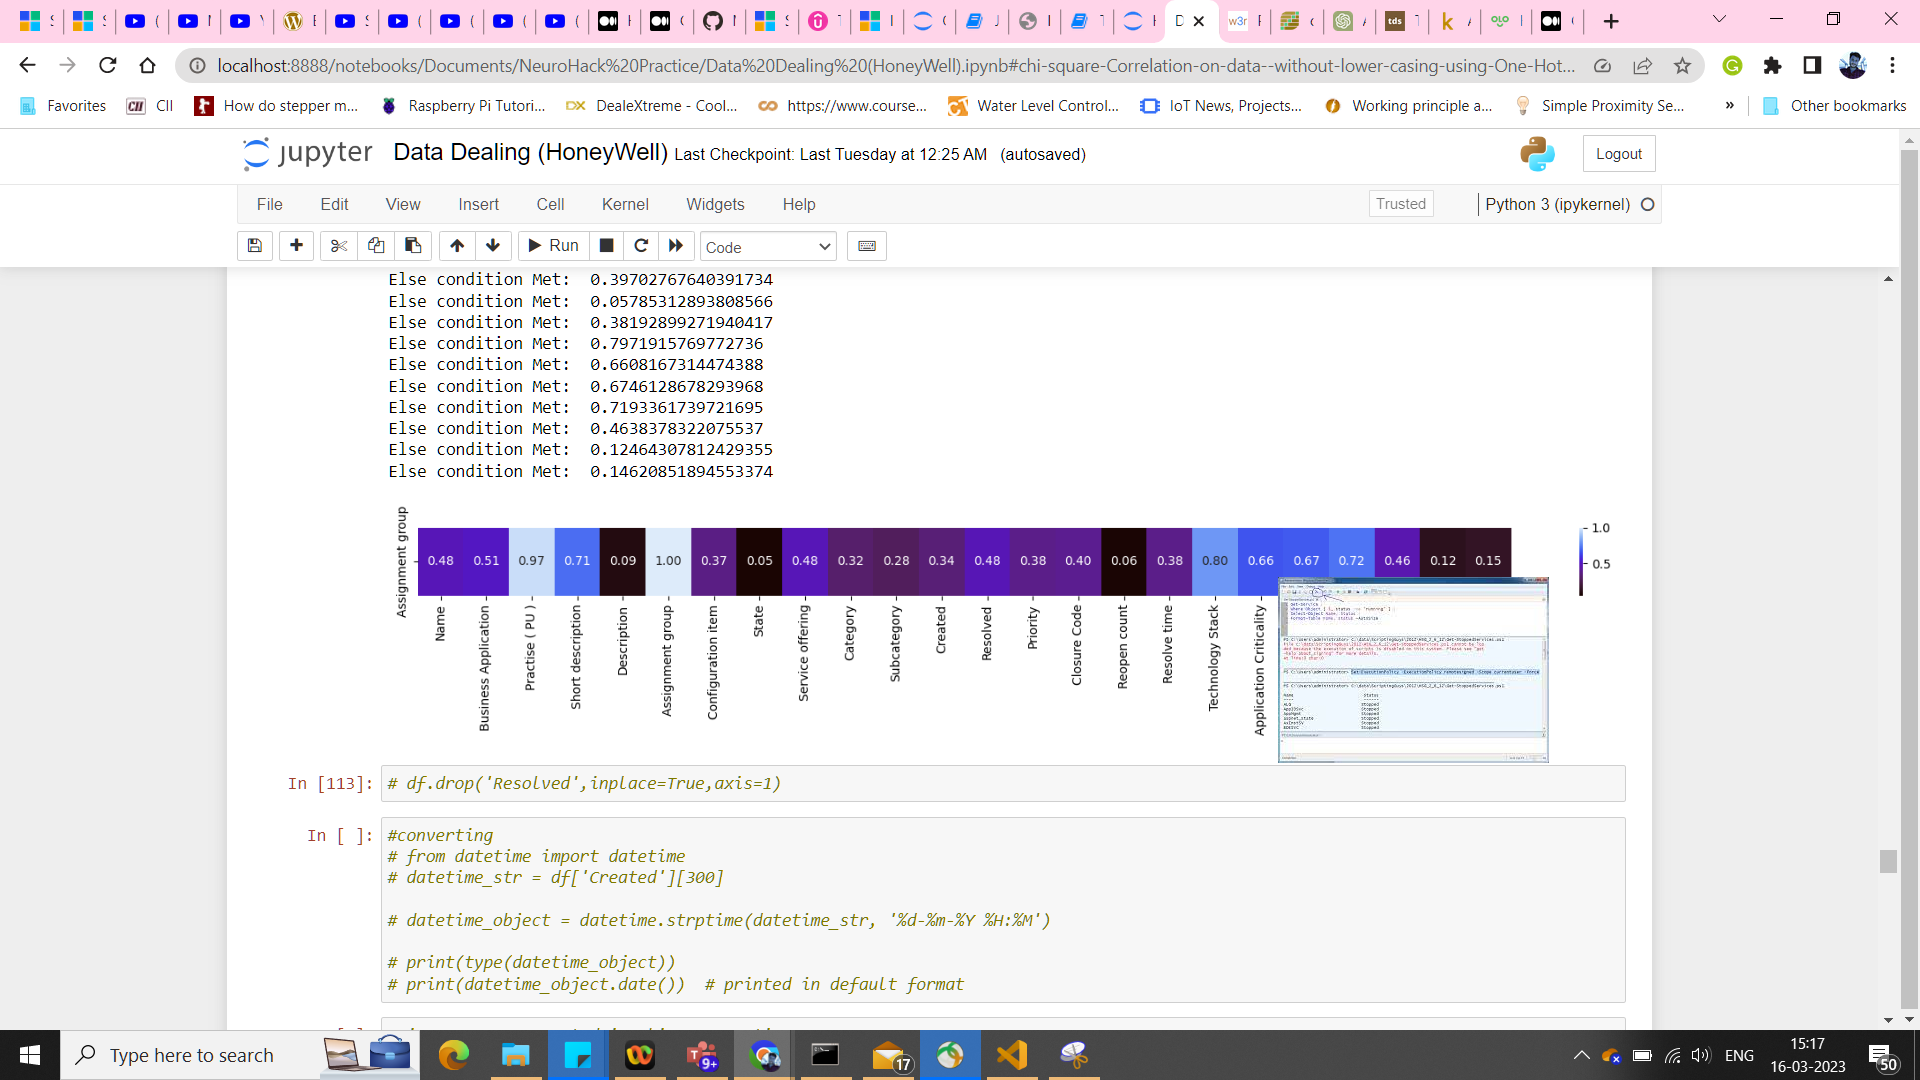 localhost:8888/notebooks/Documents/NeuroHack%20Practice/Data%20Dealing%20(HoneyWell).ipynb#chi-square-Correlation-on-data--without-lower-casing-using-One-Hot...
Favorites CII How do stepper m... Raspberry Pi Tutori... DealeXtreme - Cool... https://www.course... Water Level Control... IoT News, Projects... Working principle a... Simple Proximity Se... » Other bookmarks
jupyter Data Dealing (HoneyWell) Last Checkpoint: Last Tuesday at 12:25 AM (autosaved) Logout
File Edit View Insert Cell Kernel Widgets Help Trusted Python 3 (ipykernel)
Run Code
Else condition Met: 0.39702767640391734
Else condition Met: 0.05785312893808566
Else condition Met: 0.38192899271940417
Else condition Met: 0.7971915769772736
Else condition Met: 0.6608167314474388
Else condition Met: 0.6746128678293968
Else condition Met: 0.7193361739721695
Else condition Met: 0.4638378322075537
Else condition Met: 0.12464307812429355
Else condition Met: 0.14620851894553374
Assignment group
0.48 0.51 0.97 0.71 0.09 1.00 0.37 0.05 0.48 0.32 0.28 0.34 0.48 0.38 0.40 0.06 0.38 0.80 0.66 0.67 0.72 0.46 0.12 0.15
1.0
0.5
Name
Business Application
Practise ( PU )
Short description
Description
Assignment group
Configuration item
State
Service offering
Category
Subcategory
Created
Resolved
Priority
Closure Code
Reopen count
Resolve time
Technology Stack
Application Criticality
In [113]: # df.drop('Resolved',inplace=True,axis=1)
In [ ]: #converting
# from datetime import datetime
# datetime_str = df['Created'][300]
# datetime_object = datetime.strptime(datetime_str, '%d-%m-%Y %H:%M')
# print(type(datetime_object))
# print(datetime_object.date())  # printed in default format
Type here to search
9+
17
ENG
15:17
16-03-2023
50